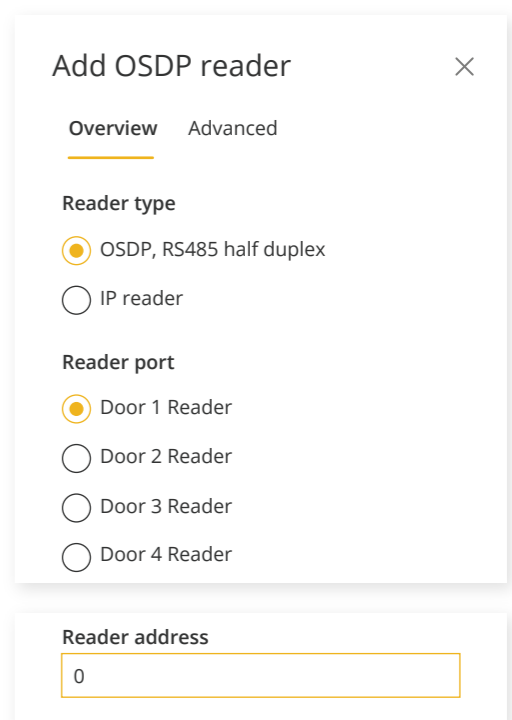 Add OSDP reader
Overview Advanced
Reader type
OSDP, RS485 half duplex
IP reader
Reader port
Door 1 Reader
Door 2 Reader
Door 3 Reader
Door 4 Reader
Reader address
0